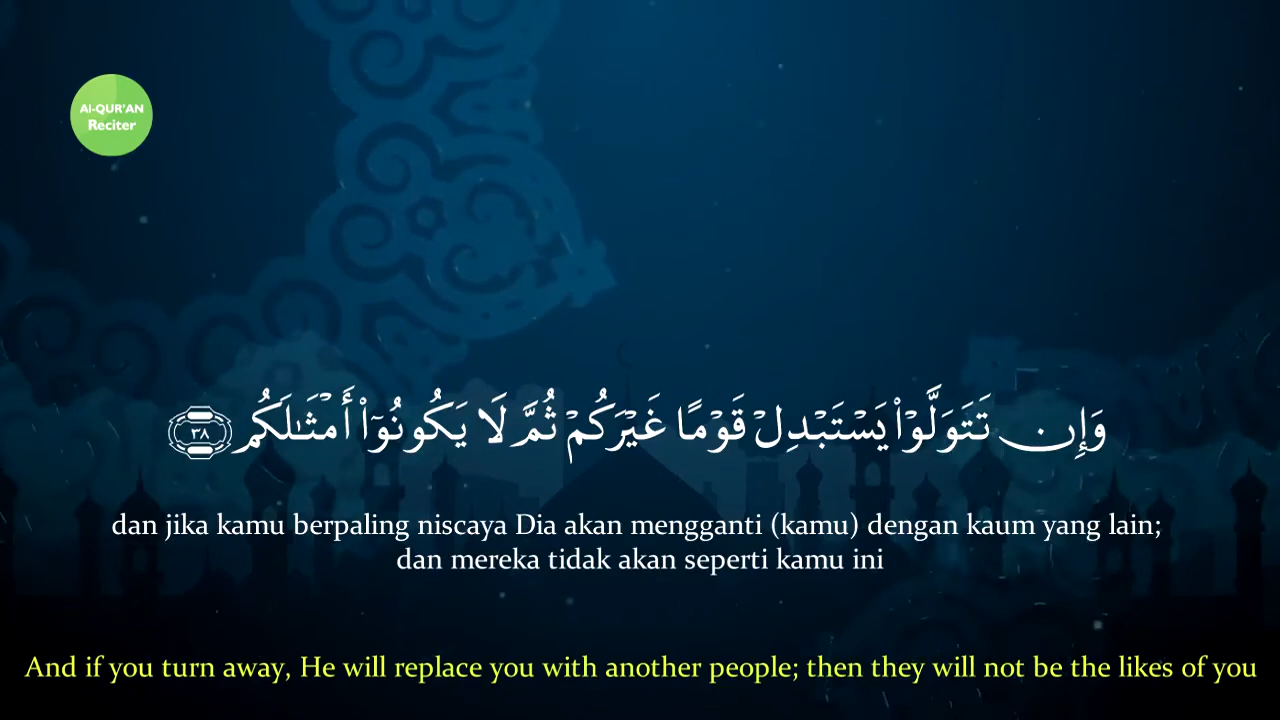 Al-QUR'AN
Reciter
وَإِن تَتَوَلَّوْا۟ يَسْتَبْدِلْ قَوْمًا غَيْرَكُمْ ثُمَّ لَا يَكُونُوٓا۟ أَمْثَـٰلَكُم ٣٨
dan jika kamu berpaling niscaya Dia akan mengganti (kamu) dengan kaum yang lain;
dan mereka tidak akan seperti kamu ini
And if you turn away, He will replace you with another people; then they will not be the likes of you